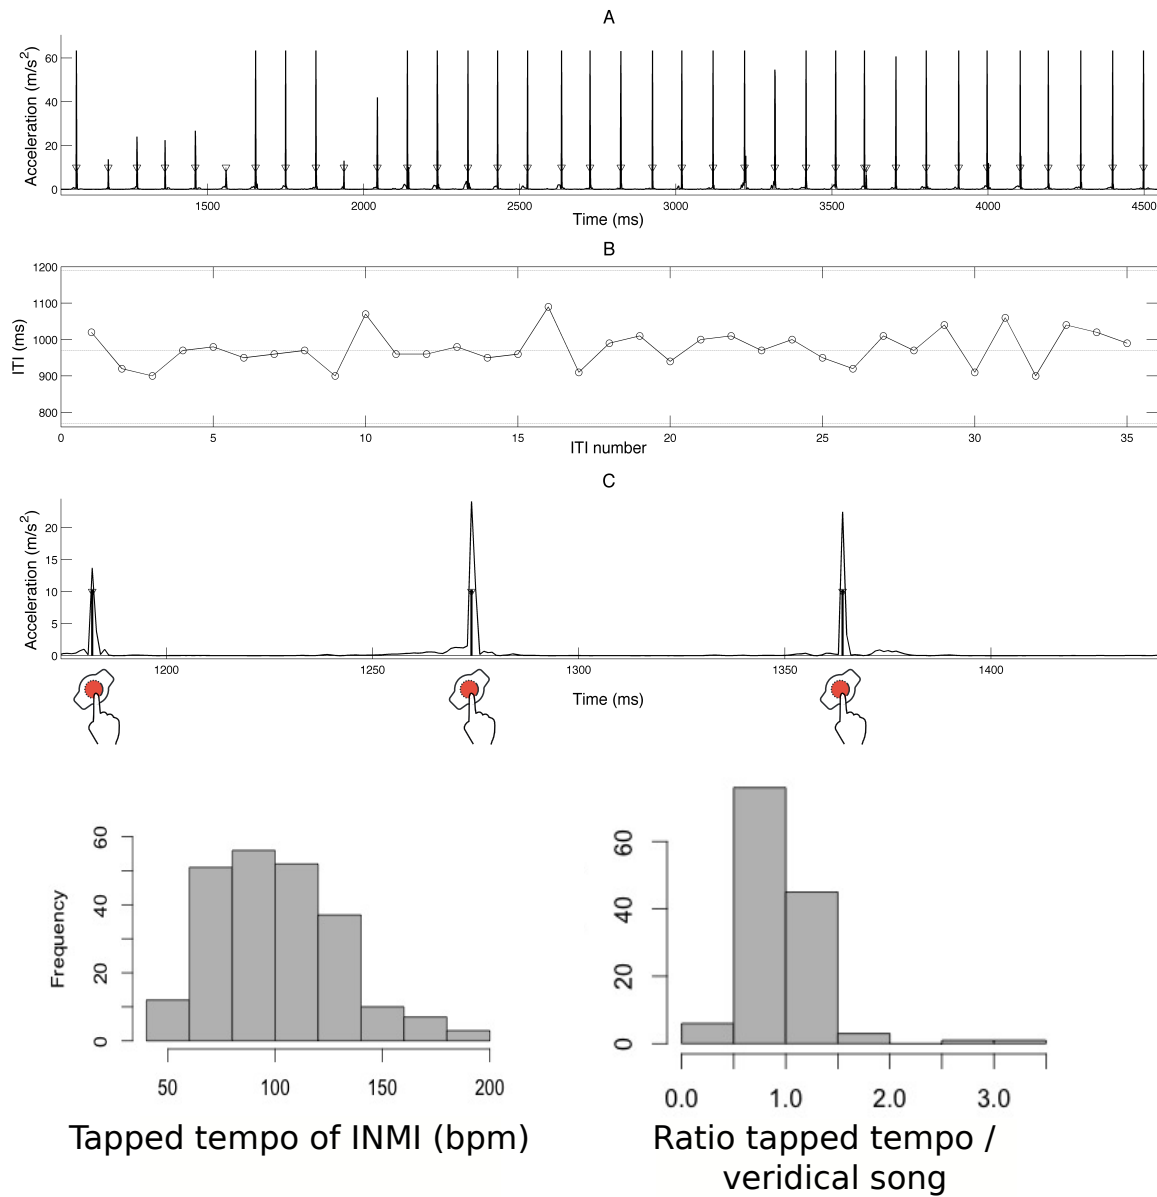 A
Acceleration (m/s²)
60
40
20
0
1500 2000 2500 3000 3500 4000 4500
Time (ms)
B
ITI (ms)
1200
1100
1000
900
800
0 5 10 15 20 25 30 35
ITI number
C
Acceleration (m/s²)
20
15
10
5
0
1200 1250 1300 1350 1400
Time (ms)
Frequency
60
40
20
0
50 100 150 200
Tapped tempo of INMI (bpm)
60
40
20
0
0.0 1.0 2.0 3.0
Ratio tapped tempo /
veridical song